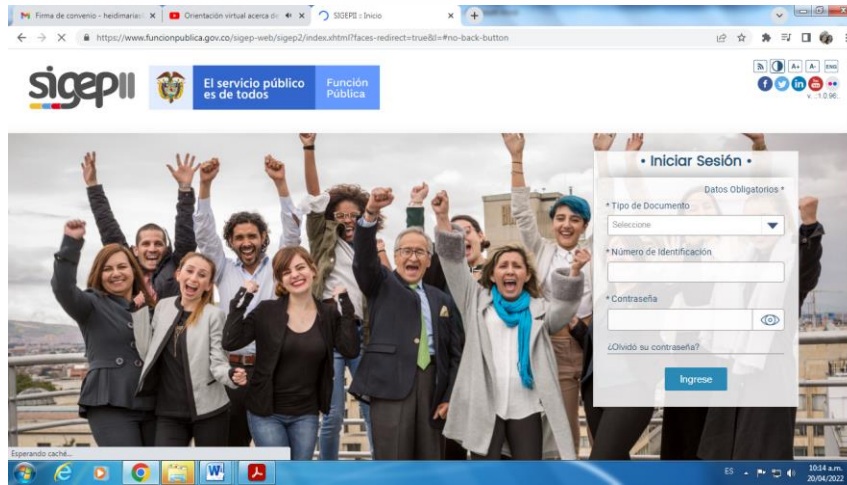 Firma de convenio - heidimariac
Orientación virtual acerca de
SIGEPII :: Inicio
https://www.funcionpublica.gov.co/sigep-web/sigep2/index.xhtml?faces-redirect=true&l=#no-back-button
sigepII
El servicio público
es de todos
Función
Pública
A+ A- ENG
v. .:1.0.96:.
• Iniciar Sesión •
Datos Obligatorios *
* Tipo de Documento
Seleccione
* Número de Identificación
* Contraseña
¿Olvidó su contraseña?
Ingrese
Esperando caché...
ES
10:14 a.m.
20/04/2022